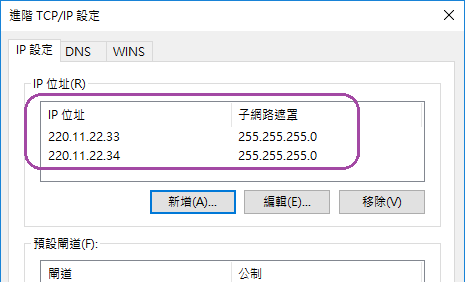 進階 TCP/IP 設定
IP 設定 DNS WINS
IP 位址(R)
IP 位址 子網路遮罩
220.11.22.33 255.255.255.0
220.11.22.34 255.255.255.0
新增(A)... 編輯(E)... 移除(V)
預設閘道(F):
閘道 公制